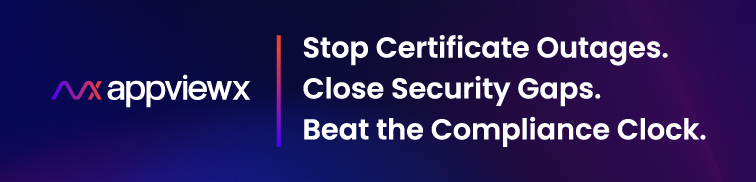 appviewx
Stop Certificate Outages.
Close Security Gaps.
Beat the Compliance Clock.